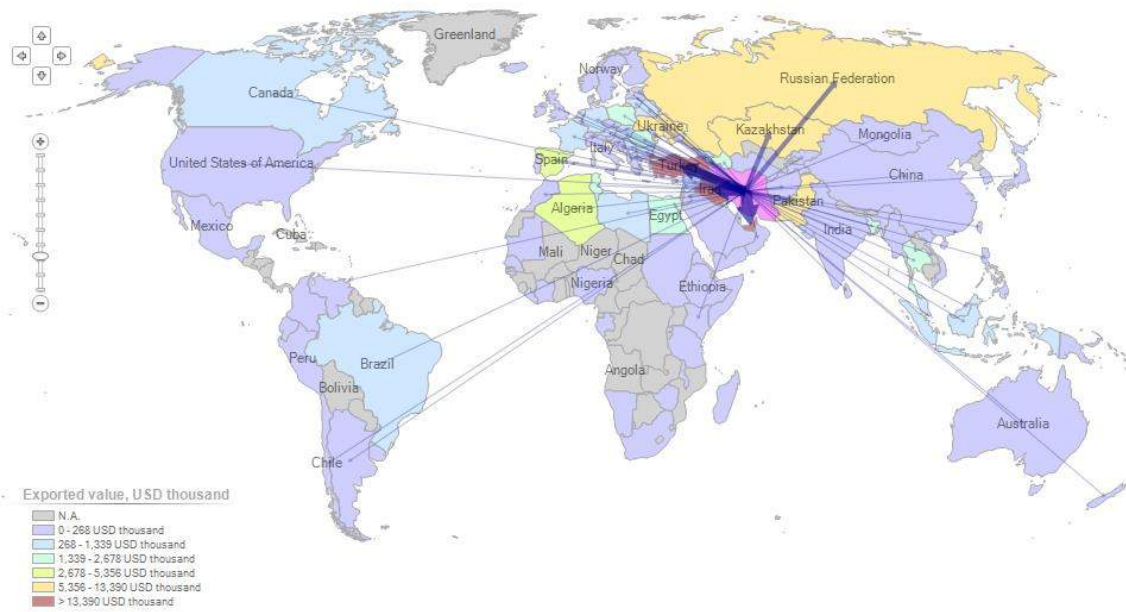 Greenland
Norway
Russian Federation
Canada
Ukraine
Kazakhstan
Mongolia
Italy
United States of America
Spain
Turkey
China
Iraq
Pakistan
Mexico
Algeria
Egypt
India
Cuba
Mali
Niger
Chad
Nigeria
Ethiopia
Peru
Brazil
Angola
Bolivia
Australia
Chile
Exported value, USD thousand
N.A.
0 - 268 USD thousand
268 - 1,339 USD thousand
1,339 - 2,678 USD thousand
2,678 - 5,356 USD thousand
5,356 - 13,390 USD thousand
> 13,390 USD thousand